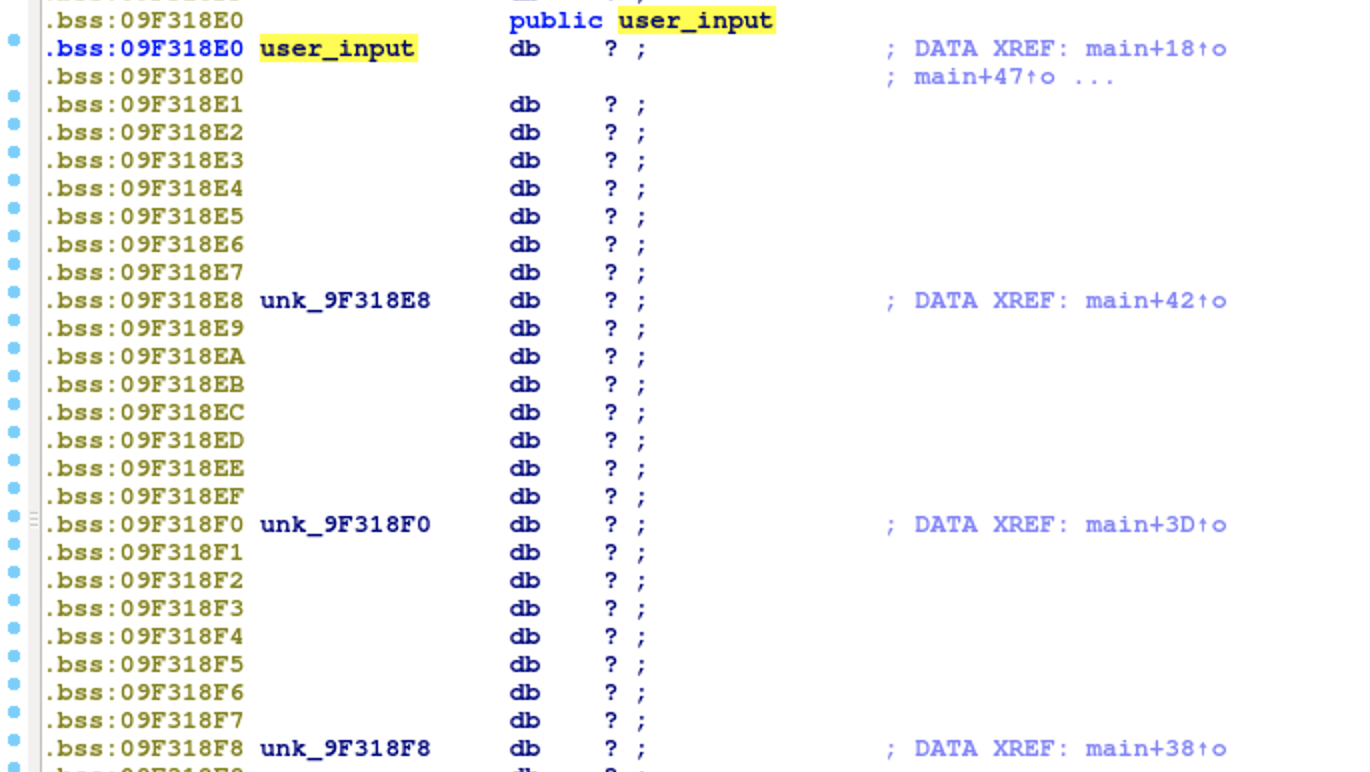 .bss:09F318E0 public user_input
.bss:09F318E0 user_input db ? ; ; DATA XREF: main+18↑o
.bss:09F318E0 ; main+47↑o ...
.bss:09F318E1 db ? ;
.bss:09F318E2 db ? ;
.bss:09F318E3 db ? ;
.bss:09F318E4 db ? ;
.bss:09F318E5 db ? ;
.bss:09F318E6 db ? ;
.bss:09F318E7 db ? ;
.bss:09F318E8 unk_9F318E8 db ? ; ; DATA XREF: main+42↑o
.bss:09F318E9 db ? ;
.bss:09F318EA db ? ;
.bss:09F318EB db ? ;
.bss:09F318EC db ? ;
.bss:09F318ED db ? ;
.bss:09F318EE db ? ;
.bss:09F318EF db ? ;
.bss:09F318F0 unk_9F318F0 db ? ; ; DATA XREF: main+3D↑o
.bss:09F318F1 db ? ;
.bss:09F318F2 db ? ;
.bss:09F318F3 db ? ;
.bss:09F318F4 db ? ;
.bss:09F318F5 db ? ;
.bss:09F318F6 db ? ;
.bss:09F318F7 db ? ;
.bss:09F318F8 unk_9F318F8 db ? ; ; DATA XREF: main+38↑o